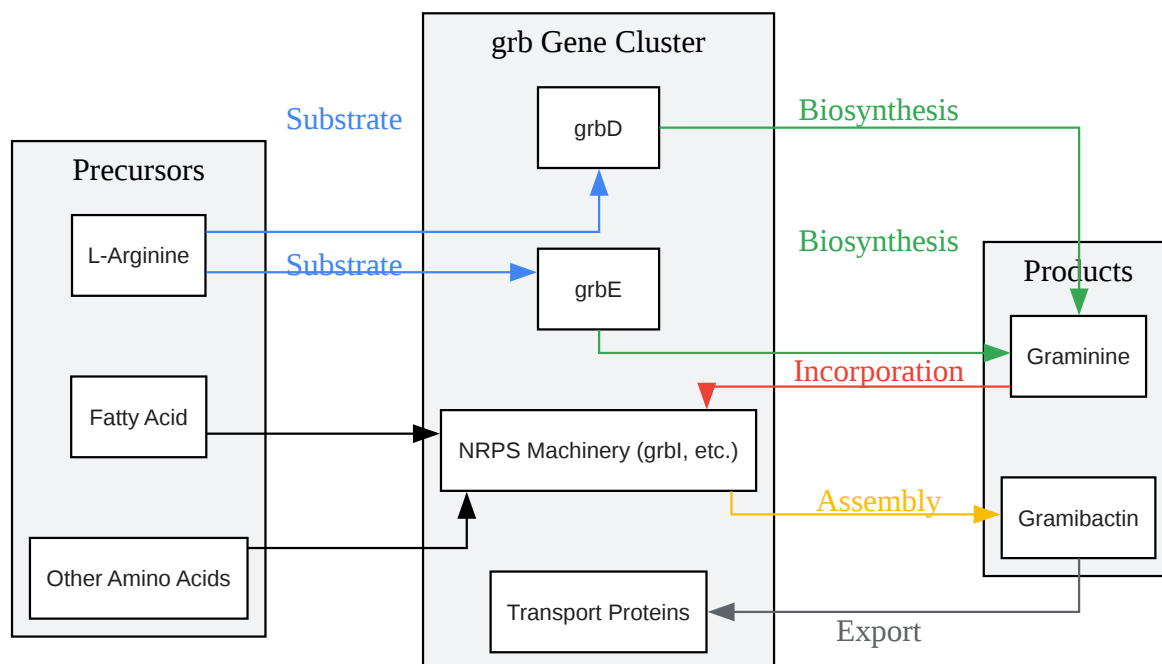 grb Gene Cluster
Substrate
grbD
Biosynthesis
Precursors
L-Arginine
Substrate
grbE
Biosynthesis
Products
Graminine
Incorporation
Fatty Acid
NRPS Machinery (grbI, etc.)
Assembly
Gramibactin
Other Amino Acids
Transport Proteins
Export